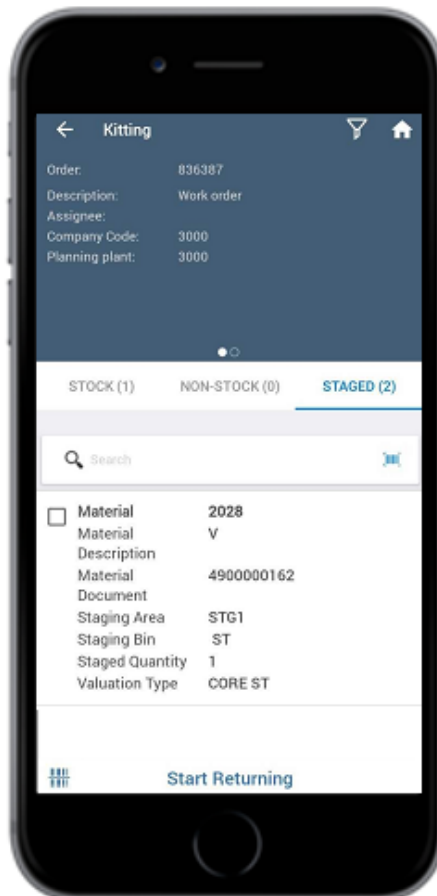 Kitting
Order: 836387
Description: Work order
Assignee:
Company Code: 3000
Planning plant: 3000
STOCK (1) NON-STOCK (0) STAGED (2)
Search
Material 2028
Material V
Description
Material 4900000162
Document
Staging Area STG1
Staging Bin ST
Staged Quantity 1
Valuation Type CORE ST
Start Returning